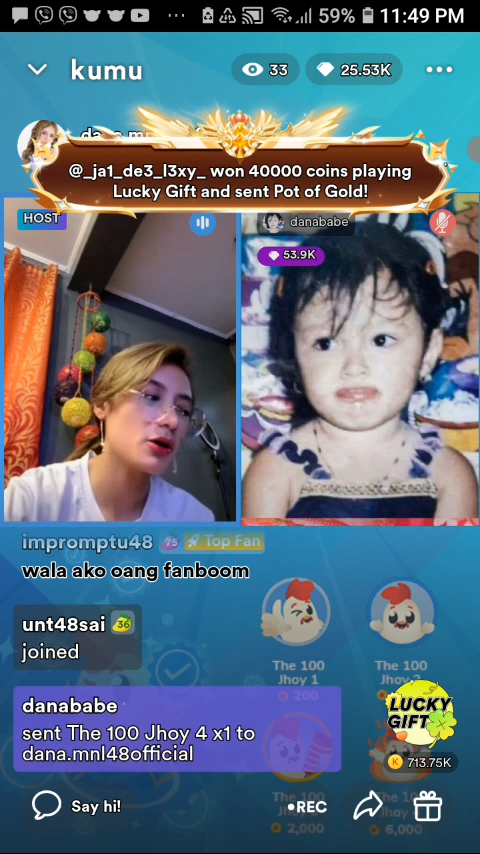 59% 11:49 PM
kumu
33
25.53K
@_ja1_de3_l3xy_ won 40000 coins playing
Lucky Gift and sent Pot of Gold!
HOST
danababe
53.9K
impromptu48 75 Top Fan
wala ako oang fanboom
unt48sai 36
joined
The 100
Jhoy 1
200
The 100
danababe
sent The 100 Jhoy 4 x1 to
dana.mnl48official
LUCKY
GIFT
K 713.75K
Say hi!
REC
2,000
6,000